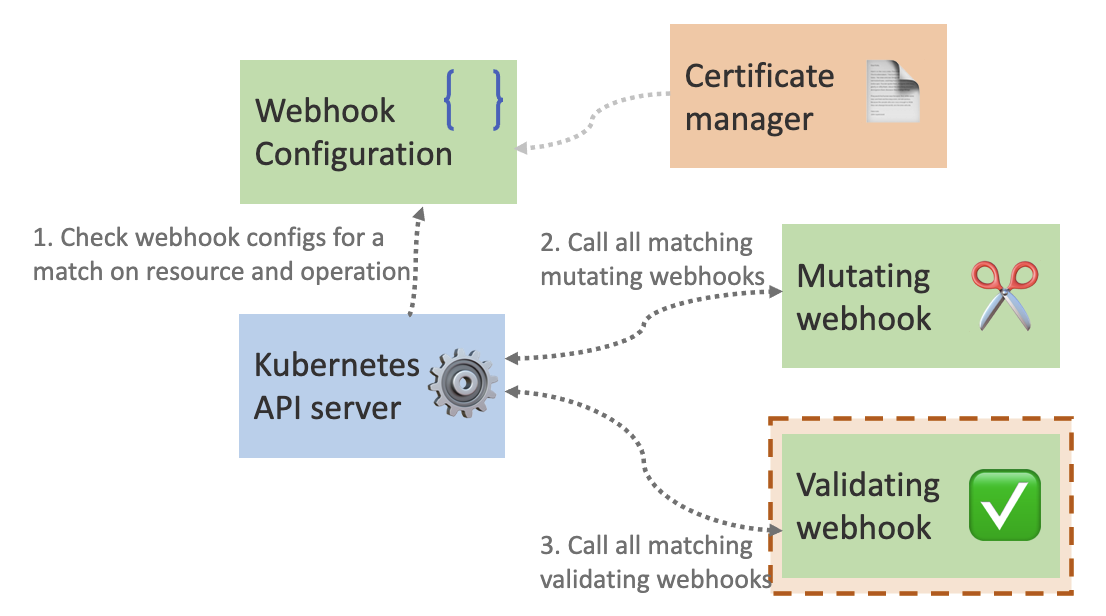 Certificate
manager
Webhook
Configuration
{ }
1. Check webhook configs for a
match on resource and operation
2. Call all matching
mutating webhooks
Mutating
webhook
Kubernetes
API server
Validating
webhook
3. Call all matching
validating webhooks